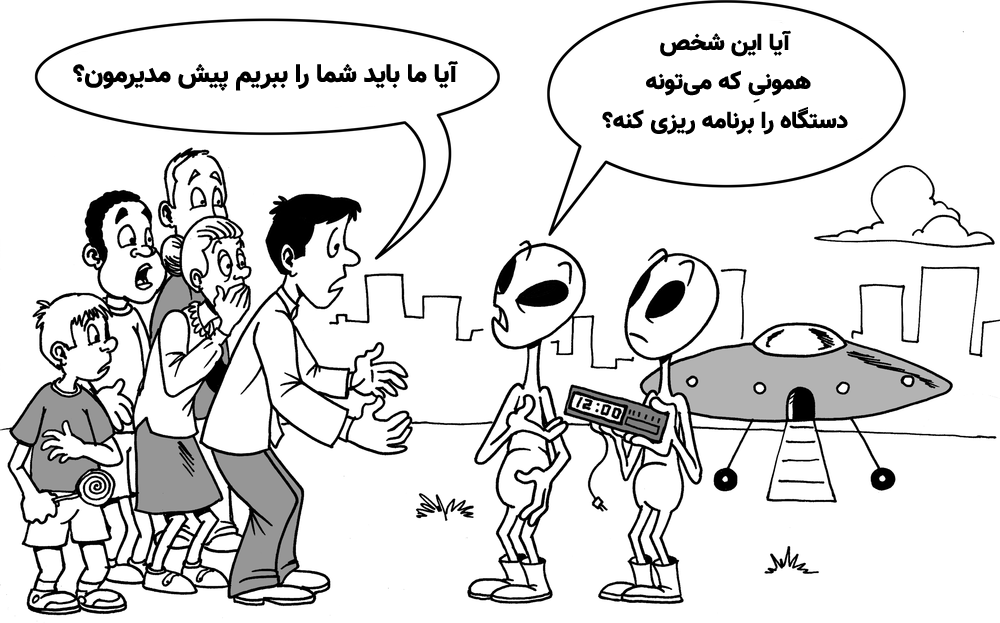 آیا ما باید شما را ببریم پیش مدیرمون؟
آیا این شخص
همونیِ که می‌تونه
دستگاه را برنامه ریزی کنه؟
12:00